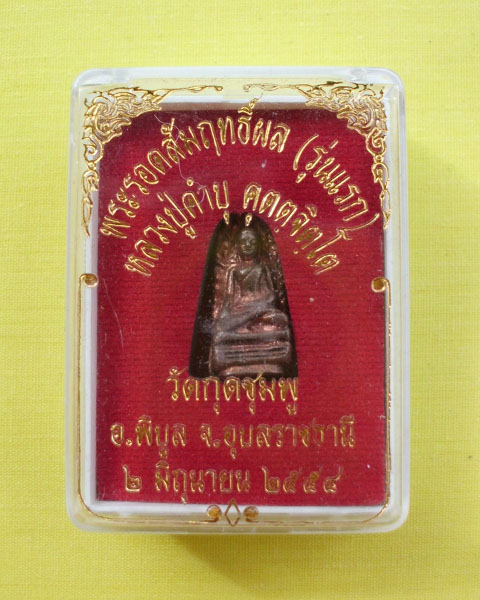 พระรอดสัมฤทธิ์ผล (รุ่นแรก)
หลวงปู่คำบุ คุตตจิตโต
วัดกุดชมพู
อ.พิบูล จ.อุบลราชธานี
๒ มิถุนายน ๒๕๕๔